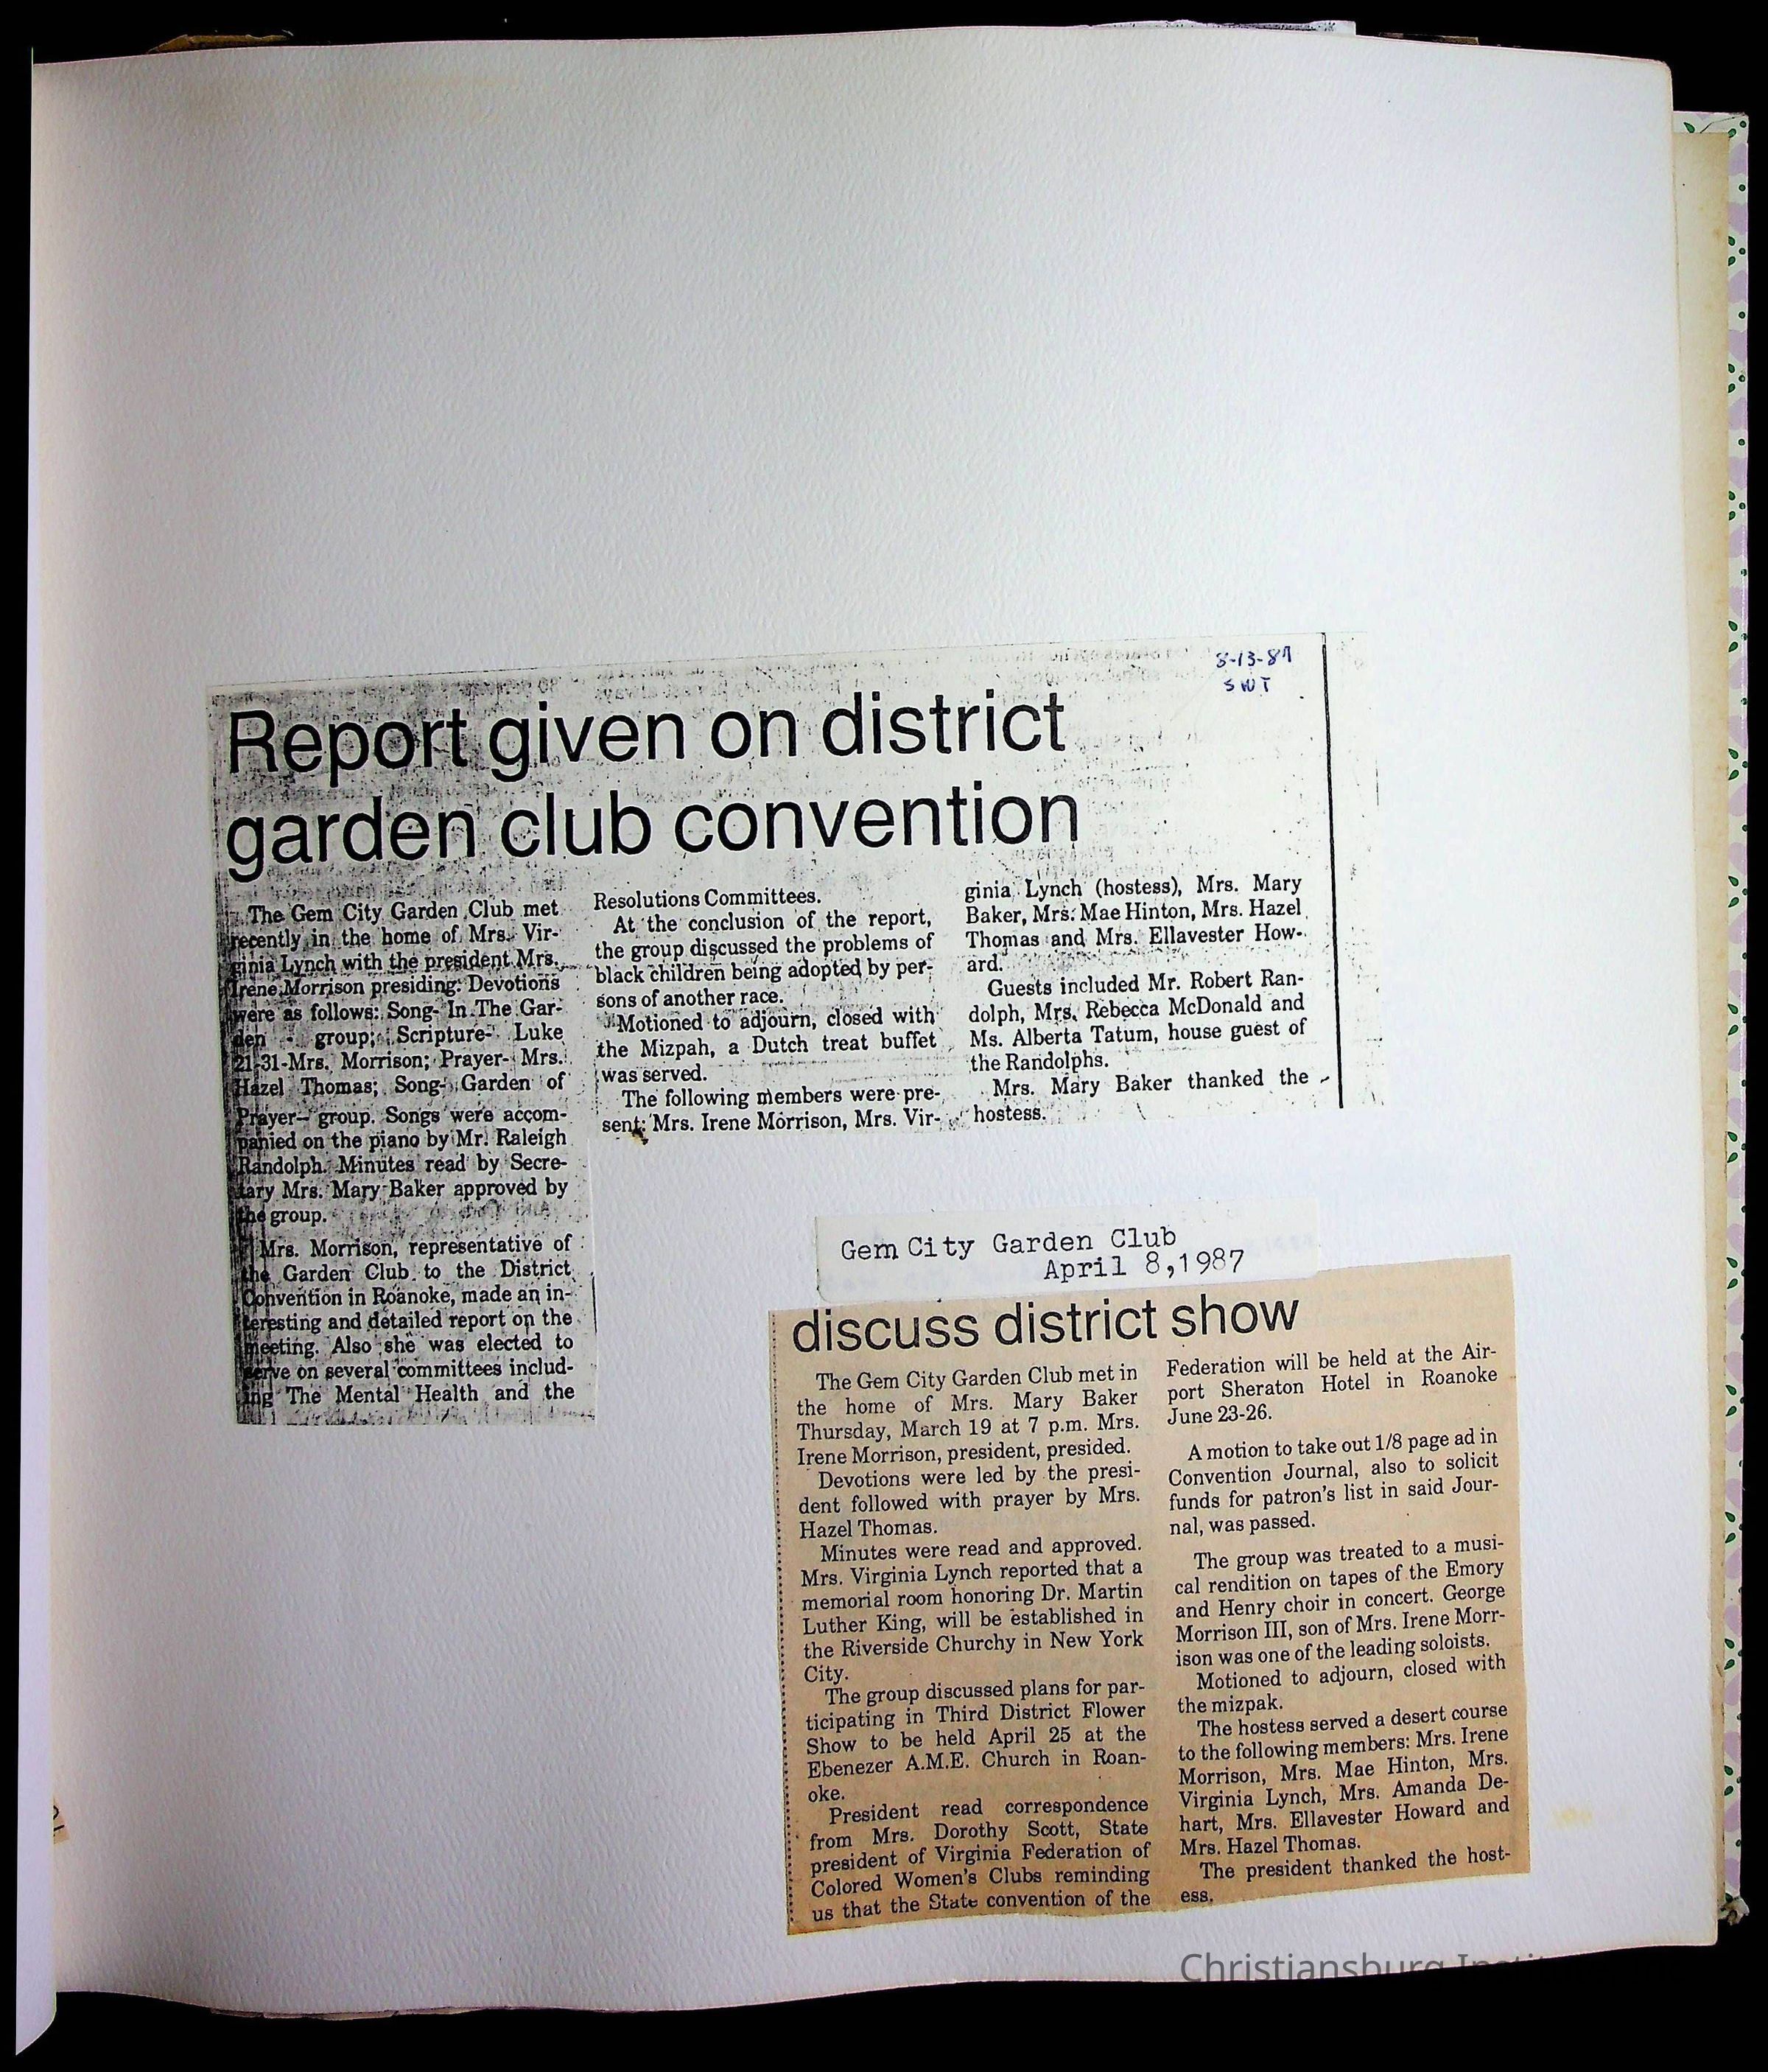 8-13-87
SWT
Report given on district
garden club convention
The Gem City Garden Club met
recently in the home of Mrs. Vir-
ginia Lynch with the president Mrs.
Irene Morrison presiding. Devotions
were as follows: Song- In The Gar-
den - group; Scripture- Luke
21-31-Mrs. Morrison; Prayer- Mrs.
Hazel Thomas; Song- Garden of
Prayer- group. Songs were accom-
panied on the piano by Mr. Raleigh
Randolph. Minutes read by Secre-
tary Mrs. Mary Baker approved by
the group.
Mrs. Morrison, representative of
the Garden Club to the District
Convention in Roanoke, made an in-
teresting and detailed report on the
meeting. Also she was elected to
serve on several committees includ-
ing The Mental Health and the
Resolutions Committees.
At the conclusion of the report,
the group discussed the problems of
black children being adopted by per-
sons of another race.
Motioned to adjourn, closed with
the Mizpah, a Dutch treat buffet
was served.
The following members were pre-
sent: Mrs. Irene Morrison, Mrs. Vir-
ginia Lynch (hostess), Mrs. Mary
Baker, Mrs. Mae Hinton, Mrs. Hazel
Thomas and Mrs. Ellavester How-
ard.
Guests included Mr. Robert Ran-
dolph, Mrs. Rebecca McDonald and
Ms. Alberta Tatum, house guest of
the Randolphs.
Mrs. Mary Baker thanked the
hostess.
Gem City Garden Club
April 8,1987
discuss district show
The Gem City Garden Club met in
the home of Mrs. Mary Baker
Thursday, March 19 at 7 p.m. Mrs.
Irene Morrison, president, presided.
Devotions were led by the presi-
dent followed with prayer by Mrs.
Hazel Thomas.
Minutes were read and approved.
Mrs. Virginia Lynch reported that a
memorial room honoring Dr. Martin
Luther King, will be established in
the Riverside Churchy in New York
City.
The group discussed plans for par-
ticipating in Third District Flower
Show to be held April 25 at the
Ebenezer A.M.E. Church in Roan-
oke.
President read correspondence
from Mrs. Dorothy Scott, State
president of Virginia Federation of
Colored Women's Clubs reminding
us that the State convention of the
Federation will be held at the Air-
port Sheraton Hotel in Roanoke
June 23-26.
A motion to take out 1/8 page ad in
Convention Journal, also to solicit
funds for patron's list in said Jour-
nal, was passed.
The group was treated to a musi-
cal rendition on tapes of the Emory
and Henry choir in concert. George
Morrison III, son of Mrs. Irene Morr-
ison was one of the leading soloists.
Motioned to adjourn, closed with
the mizpak.
The hostess served a desert course
to the following members: Mrs. Irene
Morrison, Mrs. Mae Hinton, Mrs.
Virginia Lynch, Mrs. Amanda De-
hart, Mrs. Ellavester Howard and
Mrs. Hazel Thomas.
The president thanked the host-
ess.
Christiansburg